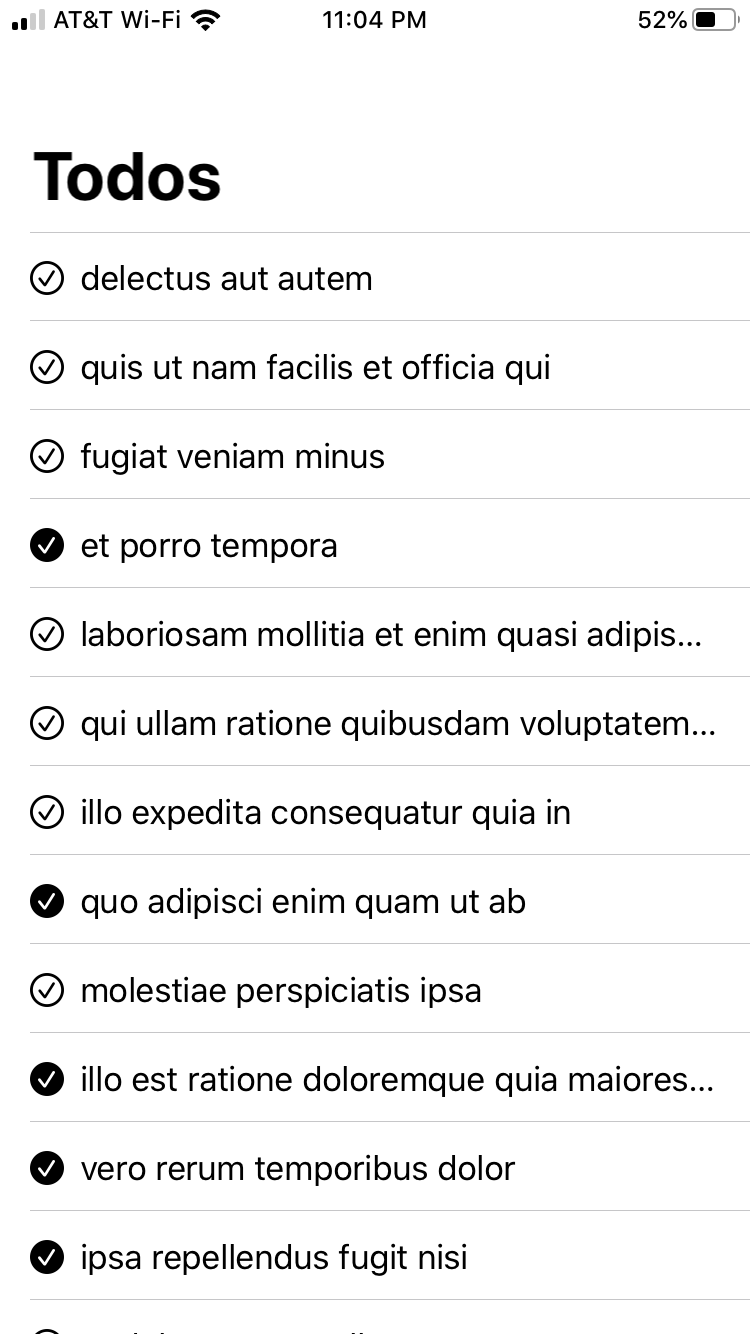 AT&T Wi-Fi 11:04 PM 52%
Todos
delectus aut autem
quis ut nam facilis et officia qui
fugiat veniam minus
et porro tempora
laboriosam mollitia et enim quasi adipis...
qui ullam ratione quibusdam voluptatem...
illo expedita consequatur quia in
quo adipisci enim quam ut ab
molestiae perspiciatis ipsa
illo est ratione doloremque quia maiores...
vero rerum temporibus dolor
ipsa repellendus fugit nisi